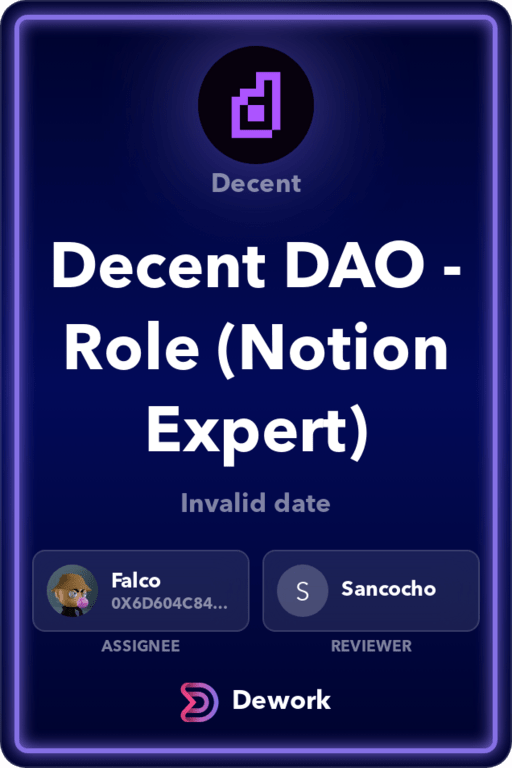 Decent
Decent DAO -
Role (Notion
Expert)
Invalid date
Falco
0X6D604C84...
ASSIGNEE
S
Sancocho
REVIEWER
Dework